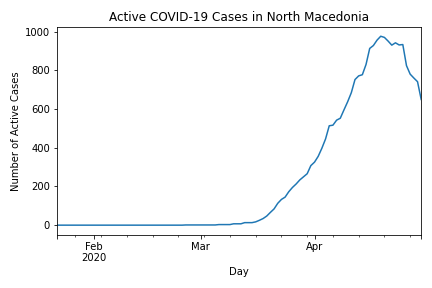 Active COVID-19 Cases in North Macedonia
1000
800
600
400
200
0
Number of Active Cases
Feb
2020
Mar
Apr
Day